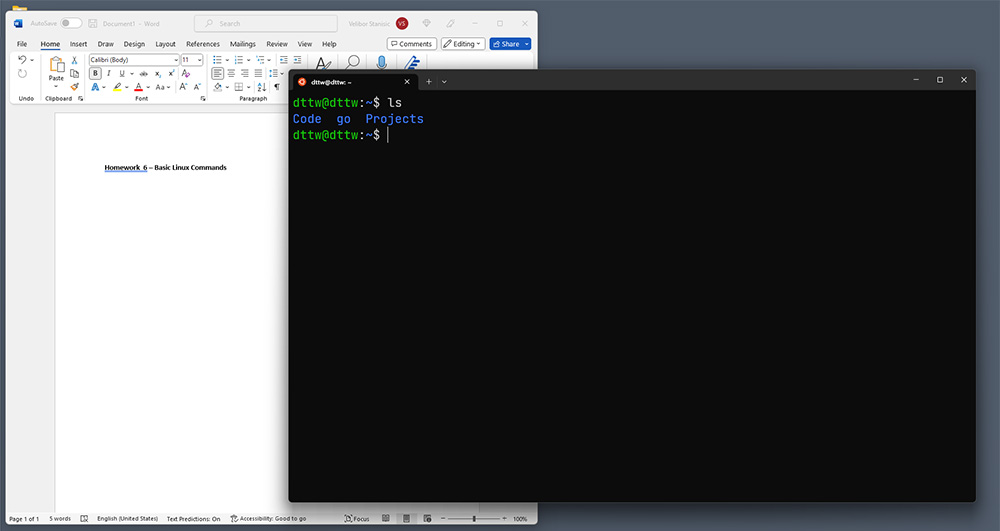 AutoSave
Document1 - Word
Search
Velibor Stanisic
VS
File Home Insert Draw Design Layout References Mailings Review View Help
Comments
Editing
Share
Paste
Calibri (Body)
11
B I U ab x₂ x²
A A Aa A A
Undo
Clipboard
Font
Paragraph
Homework 6 – Basic Linux Commands
dttw@dttw: ~
dttw@dttw:~$ ls
Code go Projects
dttw@dttw:~$
Page 1 of 1
5 words
English (United States)
Text Predictions: On
Accessibility: Good to go
Focus
100%